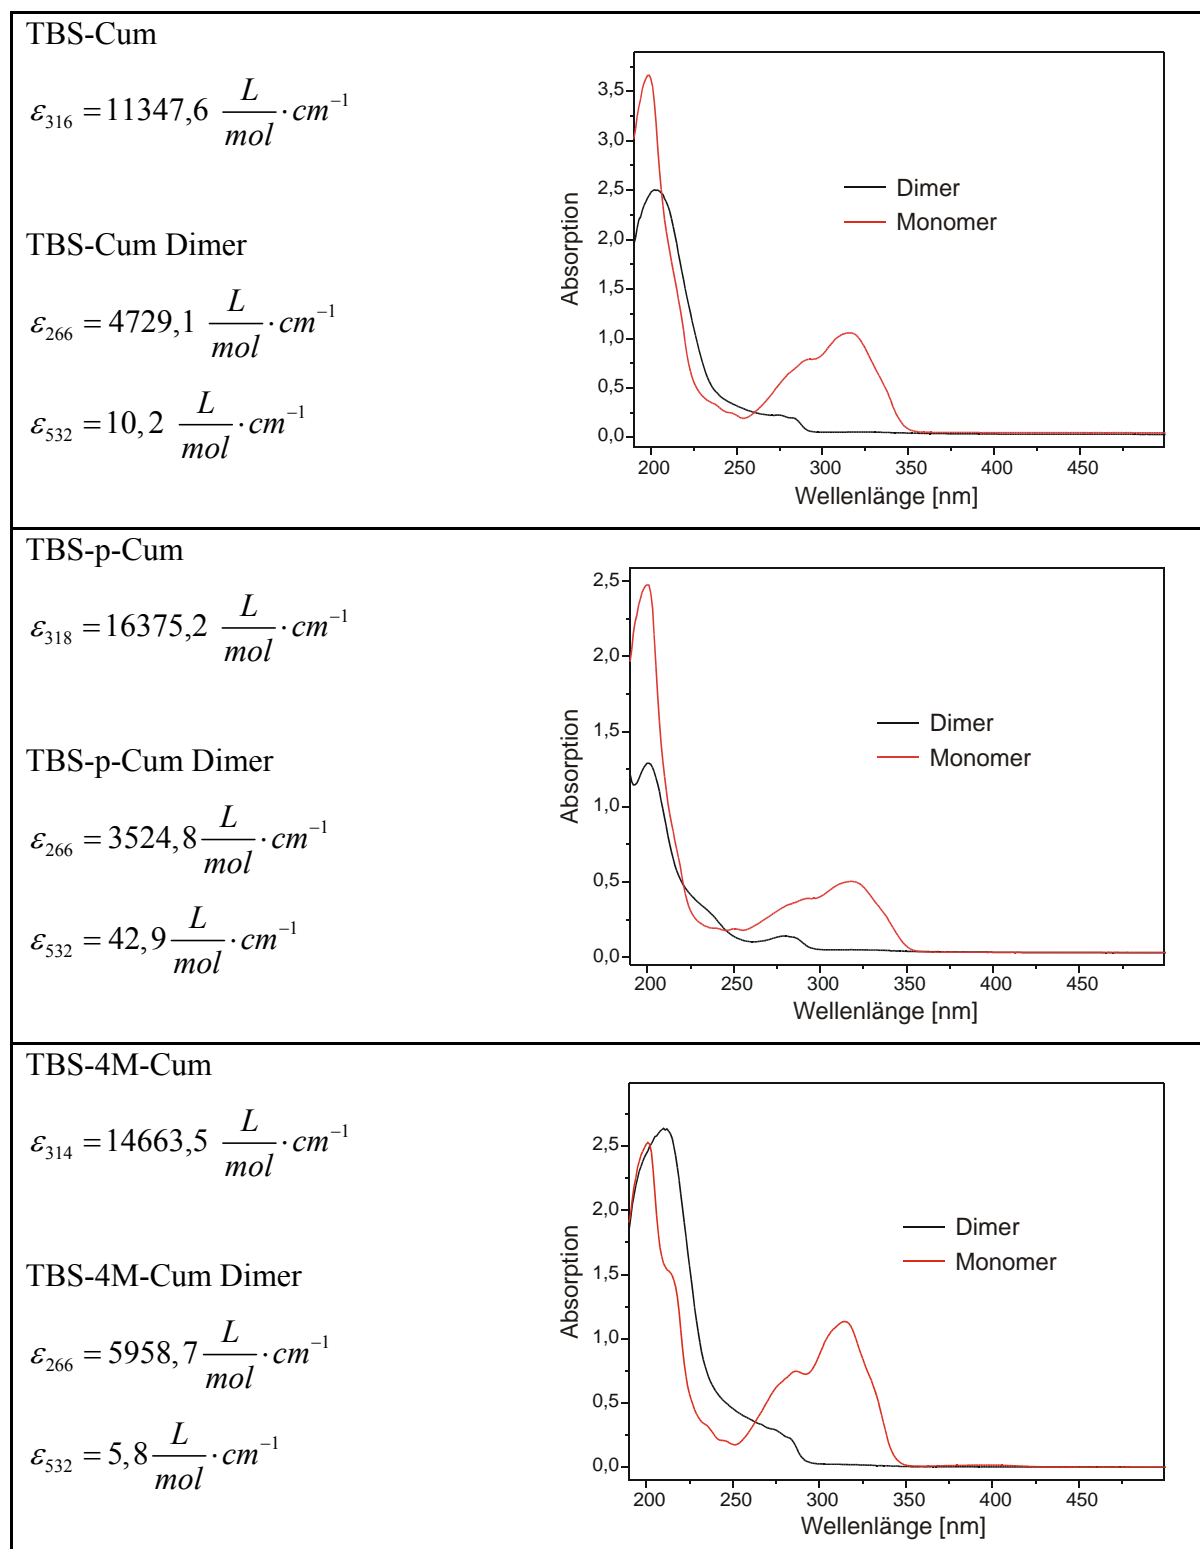 TBS-Cum
ε₃₁₆ = 11347,6 L/mol · cm⁻¹
TBS-Cum Dimer
ε₂₆₆ = 4729,1 L/mol · cm⁻¹
ε₅₃₂ = 10,2 L/mol · cm⁻¹
3,5
3,0
2,5
2,0
1,5
1,0
0,5
0,0
Absorption
Dimer
Monomer
200 250 300 350 400 450
Wellenlänge [nm]
TBS-p-Cum
ε₃₁₈ = 16375,2 L/mol · cm⁻¹
TBS-p-Cum Dimer
ε₂₆₆ = 3524,8 L/mol · cm⁻¹
ε₅₃₂ = 42,9 L/mol · cm⁻¹
2,5
2,0
1,5
1,0
0,5
0,0
Absorption
Dimer
Monomer
200 250 300 350 400 450
Wellenlänge [nm]
TBS-4M-Cum
ε₃₁₄ = 14663,5 L/mol · cm⁻¹
TBS-4M-Cum Dimer
ε₂₆₆ = 5958,7 L/mol · cm⁻¹
ε₅₃₂ = 5,8 L/mol · cm⁻¹
2,5
2,0
1,5
1,0
0,5
0,0
Absorption
Dimer
Monomer
200 250 300 350 400 450
Wellenlänge [nm]